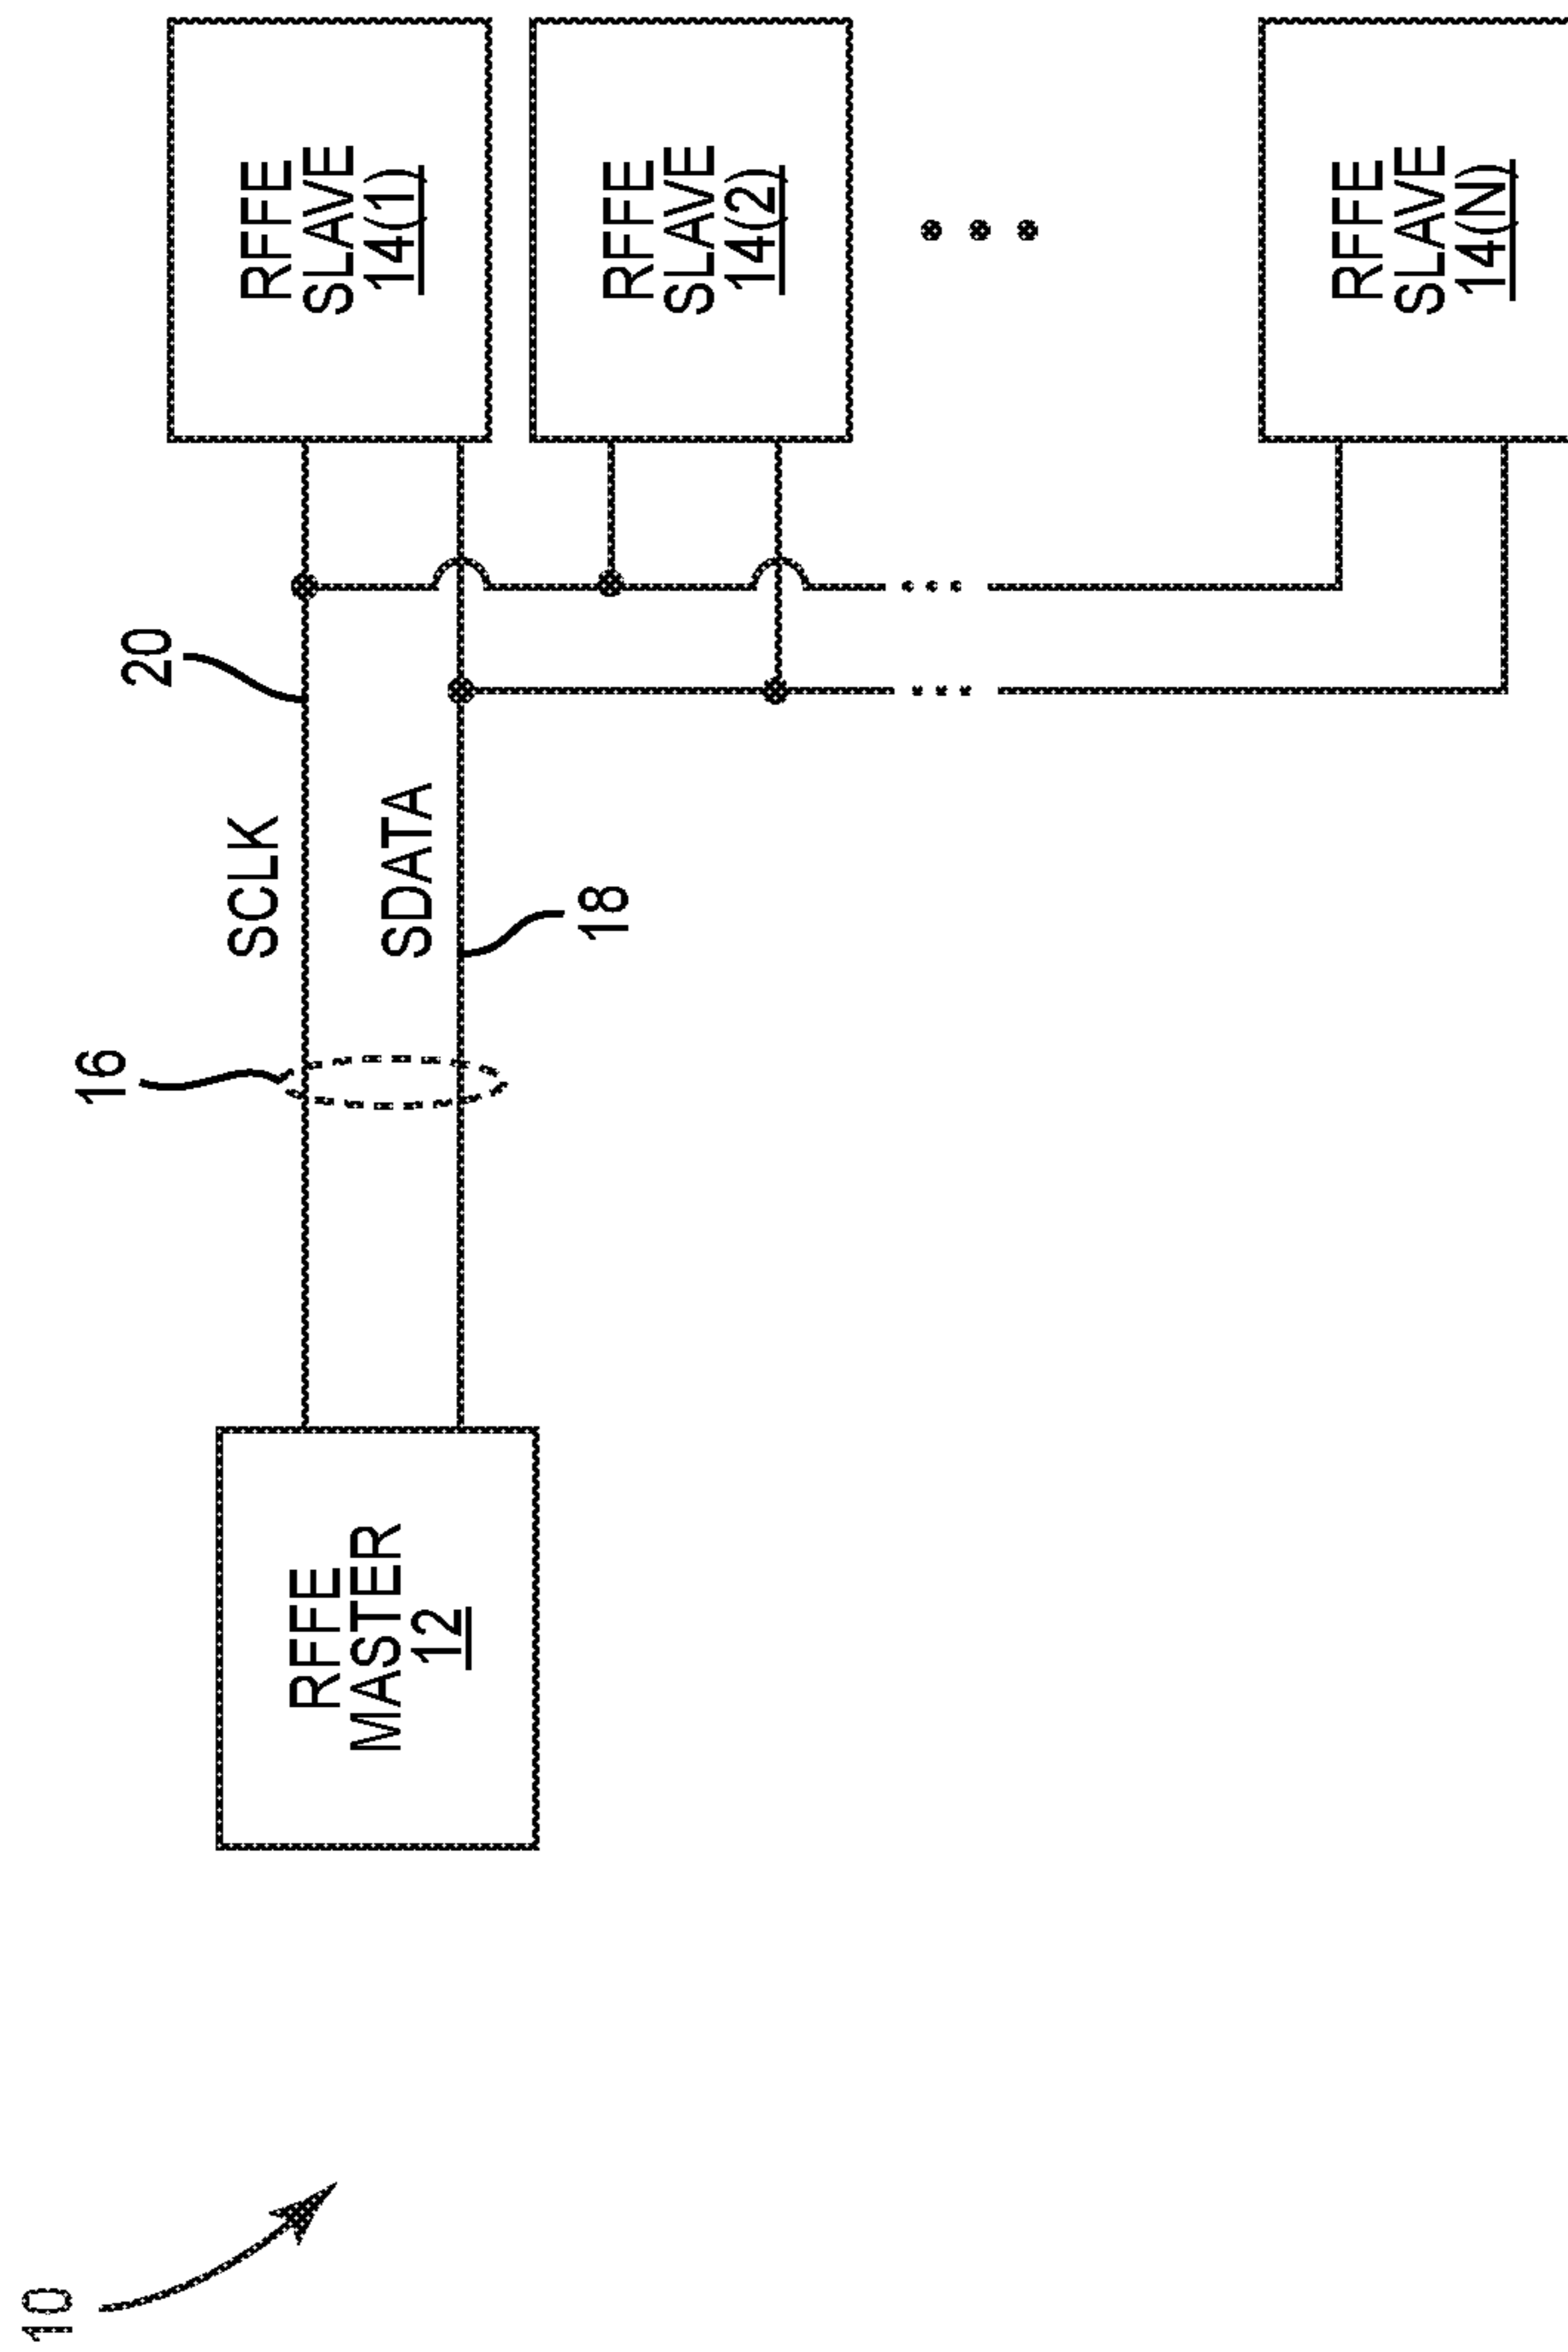 10
RFFE
MASTER
12
16
SCLK
20
SDATA
18
RFFE
SLAVE
14(1)
RFFE
SLAVE
14(2)
RFFE
SLAVE
14(N)